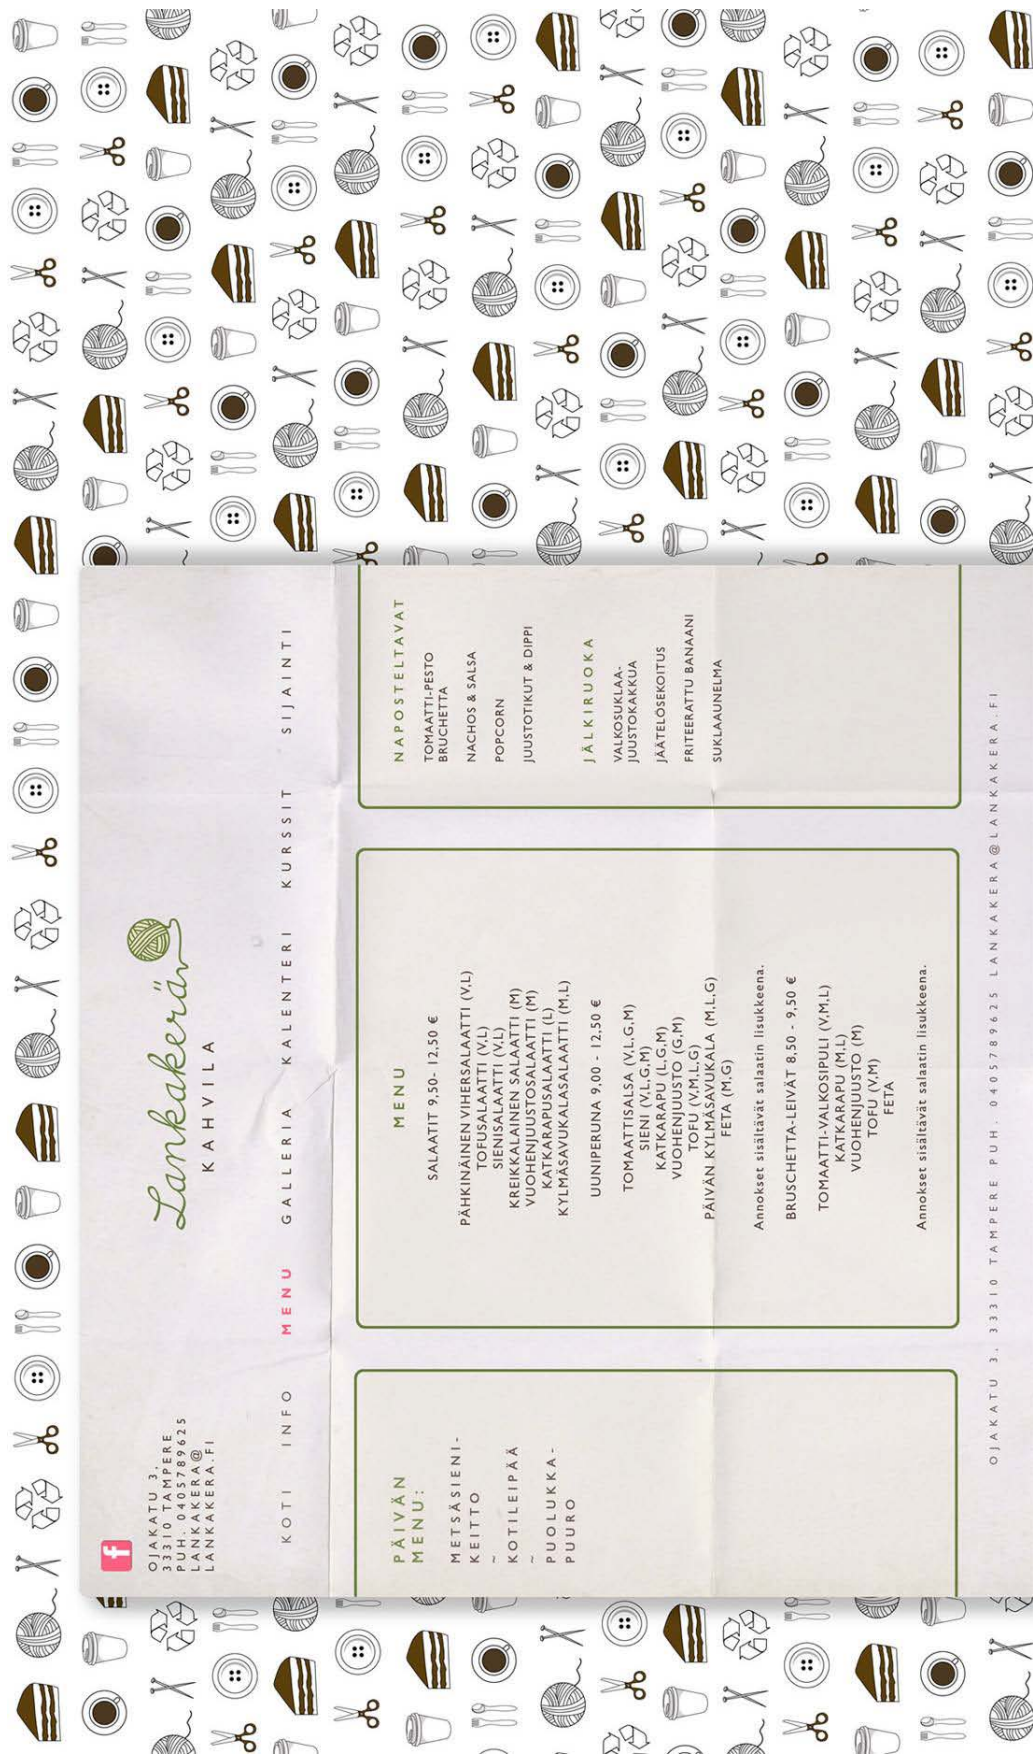 f
OJAKATU 3,
33310 TAMPERE
PUH. 0405789625
LANKAKERA@
LANKAKERA.FI
Lankakerä
KAHVILA
KOTI INFO MENU GALLERIA KALENTERI KURSSIT SIJAINTI
PÄIVÄN
MENU:
METSÄSIENI-
KEITTO
~
KOTILEIPÄÄ
~
PUOLUKKA-
PUURO
MENU
SALAATIT 9,50- 12,50 €
PÄHKINÄINEN VIHERSALAATTI (V,L)
TOFUSALAATTI (V,L)
SIENISALAATTI (V,L)
KREIKKALAINEN SALAATTI (M)
VUOHENJUUSTOSALAATTI (M)
KATKARAPUSALAATTI (L)
KYLMÄSAVUKALASALAATTI (M,L)
UUNIPERUNA 9,00 - 12,50 €
TOMAATTISALSA (V,L,G,M)
SIENI (V,L,G,M)
KATKARAPU (L,G,M)
VUOHENJUUSTO (G,M)
TOFU (V,M,L,G)
PÄIVÄN KYLMÄSAVUKALA (M,L,G)
FETA (M,G)
Annokset sisältävät salaatin lisukkeena.
BRUSCHETTA-LEIVÄT 8,50 - 9,50 €
TOMAATTI-VALKOSIPULI (V,M,L)
KATKARAPU (M,L)
VUOHENJUUSTO (M)
TOFU (V,M)
FETA
Annokset sisältävät salaatin lisukkeena.
NAPOSTELTAVAT
TOMAATTI-PESTO
BRUCHETTA
NACHOS & SALSA
POPCORN
JUUSTOTIKUT & DIPPI
JÄLKIRUOKA
VALKOSUKLAA-
JUUSTOKAKKUA
JÄÄTELÖSEKOITUS
FRITEERATTU BANAANI
SUKLAAUNELMA
OJAKATU 3, 33310 TAMPERE PUH. 0405789625 LANKAKERA@LANKAKERA.FI